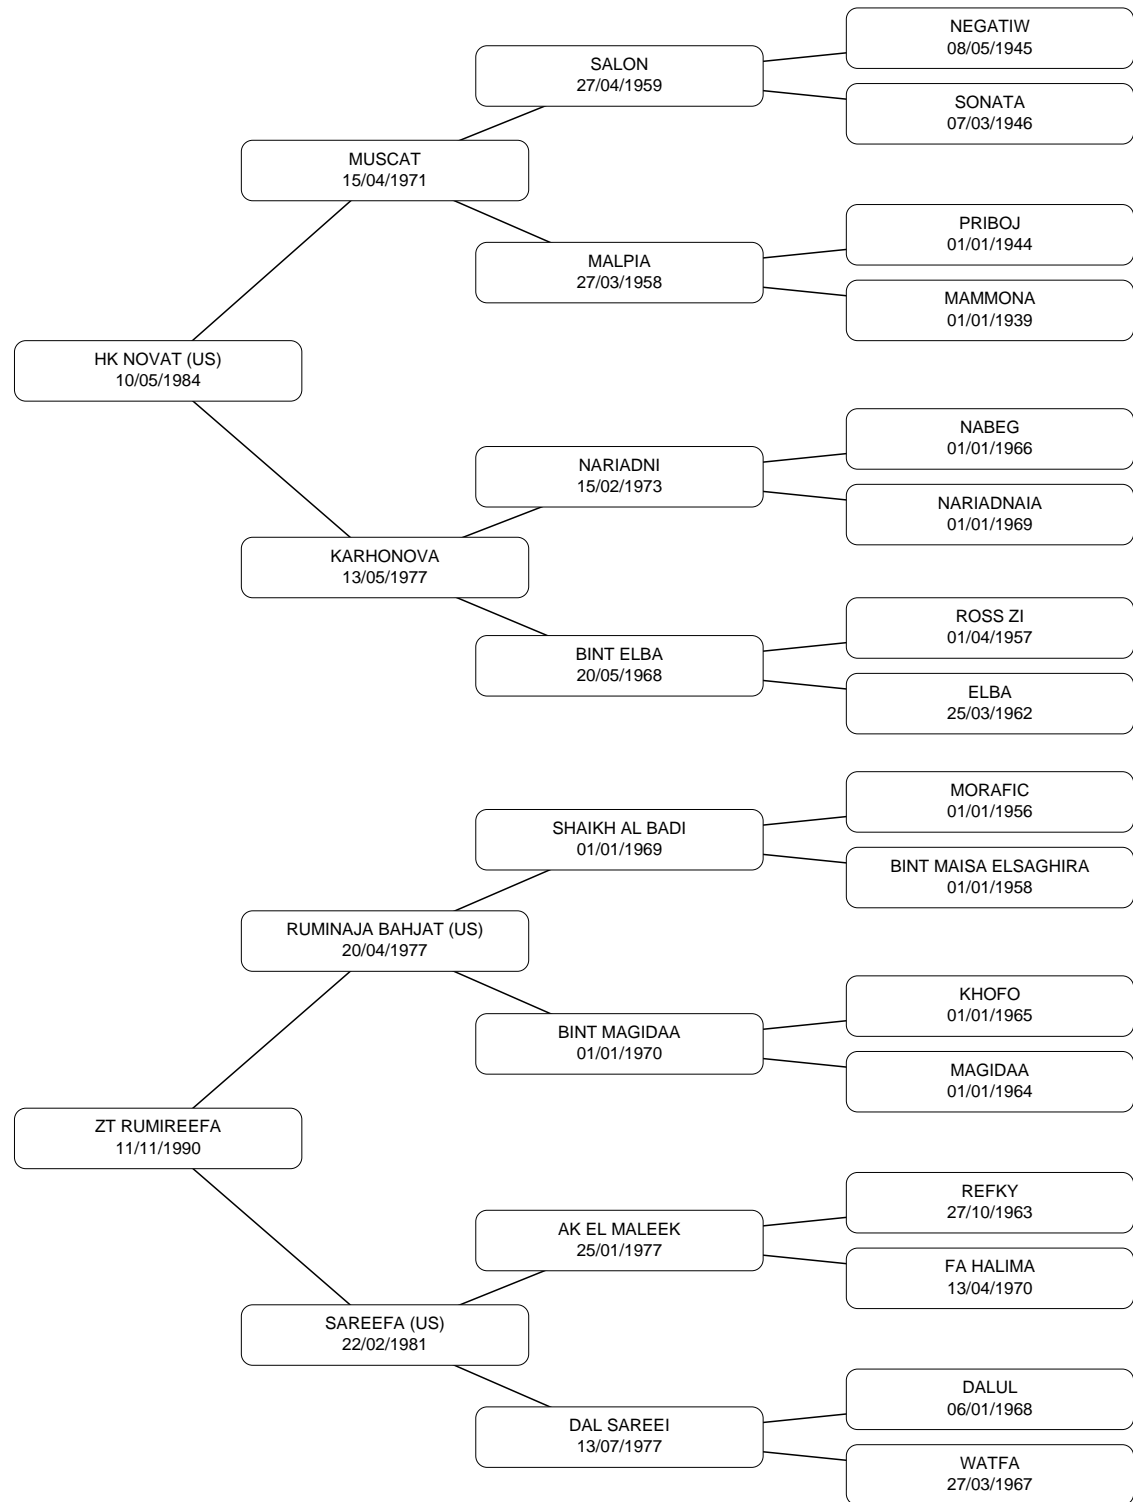 NEGATIW
08/05/1945
SALON
27/04/1959
SONATA
07/03/1946
MUSCAT
15/04/1971
PRIBOJ
01/01/1944
MALPIA
27/03/1958
MAMMONA
01/01/1939
HK NOVAT (US)
10/05/1984
NABEG
01/01/1966
NARIADNI
15/02/1973
NARIADNAIA
01/01/1969
KARHONOVA
13/05/1977
ROSS ZI
01/04/1957
BINT ELBA
20/05/1968
ELBA
25/03/1962
MORAFIC
01/01/1956
SHAIKH AL BADI
01/01/1969
BINT MAISA ELSAGHIRA
01/01/1958
RUMINAJA BAHJAT (US)
20/04/1977
KHOFO
01/01/1965
BINT MAGIDAA
01/01/1970
MAGIDAA
01/01/1964
ZT RUMIREEFA
11/11/1990
REFKY
27/10/1963
AK EL MALEEK
25/01/1977
FA HALIMA
13/04/1970
SAREEFA (US)
22/02/1981
DALUL
06/01/1968
DAL SAREEI
13/07/1977
WATFA
27/03/1967